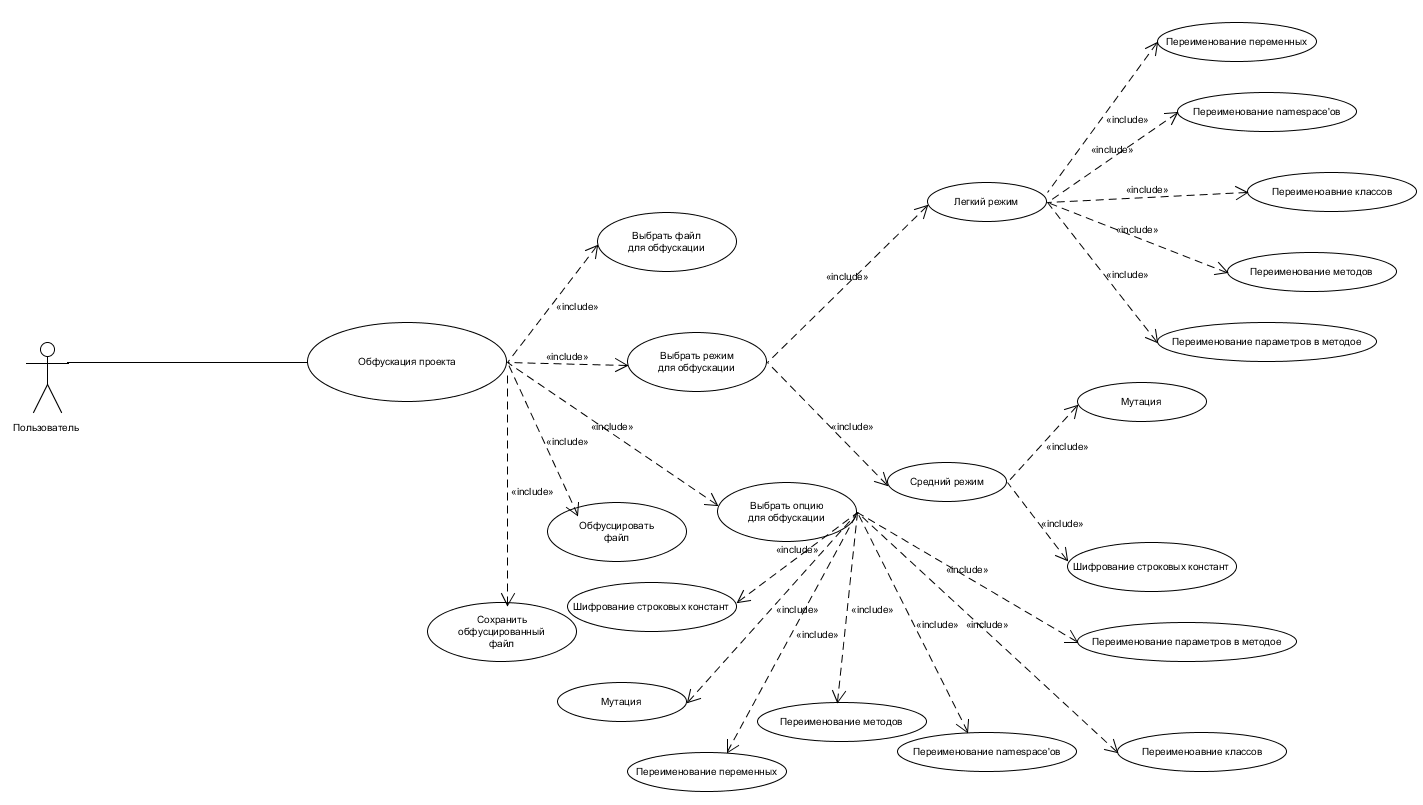 Переименование переменных
«include»
Переименование namespace'ов
«include»
Переименоавние классов
«include»
Легкий режим
«include»
Переименование методов
«include»
Переименование параметров в методое
Выбрать файл
для обфускации
«include»
«include»
Обфускация проекта
«include»
Выбрать режим
для обфускации
Пользователь
«include»
«include»
«include»
Мутация
«include»
Средний режим
«include»
Шифрование строковых констант
«include»
«include»
Выбрать опцию
для обфускации
Обфусцировать
файл
Сохранить
обфусцированный
файл
«include»
Шифрование строковых констант
«include»
«include»
«include»
«include»
«include»
«include»
Переименование параметров в методое
Мутация
Переименование методов
Переименование namespace'ов
Переименоавние классов
Переименование переменных